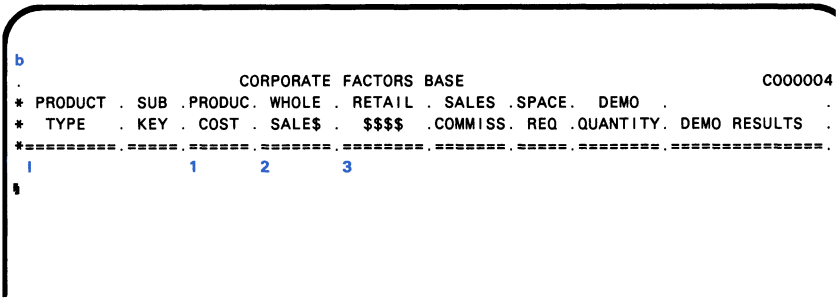 b
. CORPORATE FACTORS BASE C000004
* PRODUCT . SUB .PRODUC. WHOLE . RETAIL . SALES .SPACE. DEMO . .
* TYPE . KEY . COST . SALE$ . $$$$ .COMMISS. REQ .QUANTITY. DEMO RESULTS .
*=========.=====.======.=======.========.=======.=====.========.===============.
I 1 2 3